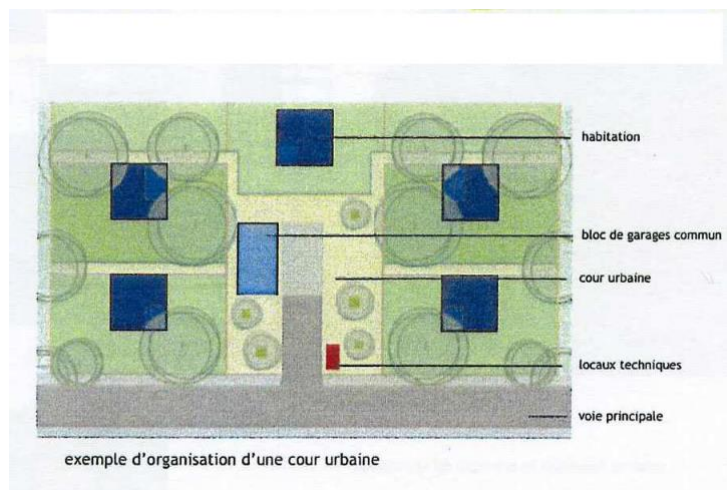 habitation
bloc de garages commun
cour urbaine
locaux techniques
voie principale
exemple d'organisation d'une cour urbaine